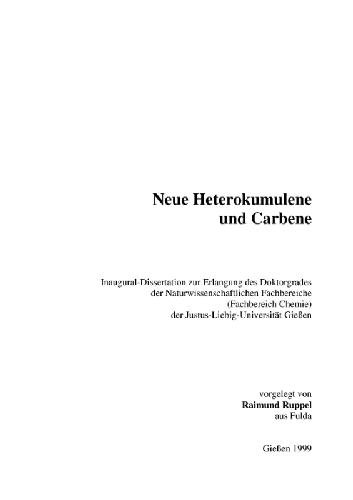 Neue Heterokumulene
und Carbene
Inaugural-Dissertation zur Erlangung des Doktorgrades
der Naturwissenschaftlichen Fachbereiche
(Fachbereich Chemie)
der Justus-Liebig-Universität Gießen
vorgelegt von
Raimund Ruppel
aus Fulda
Gießen 1999